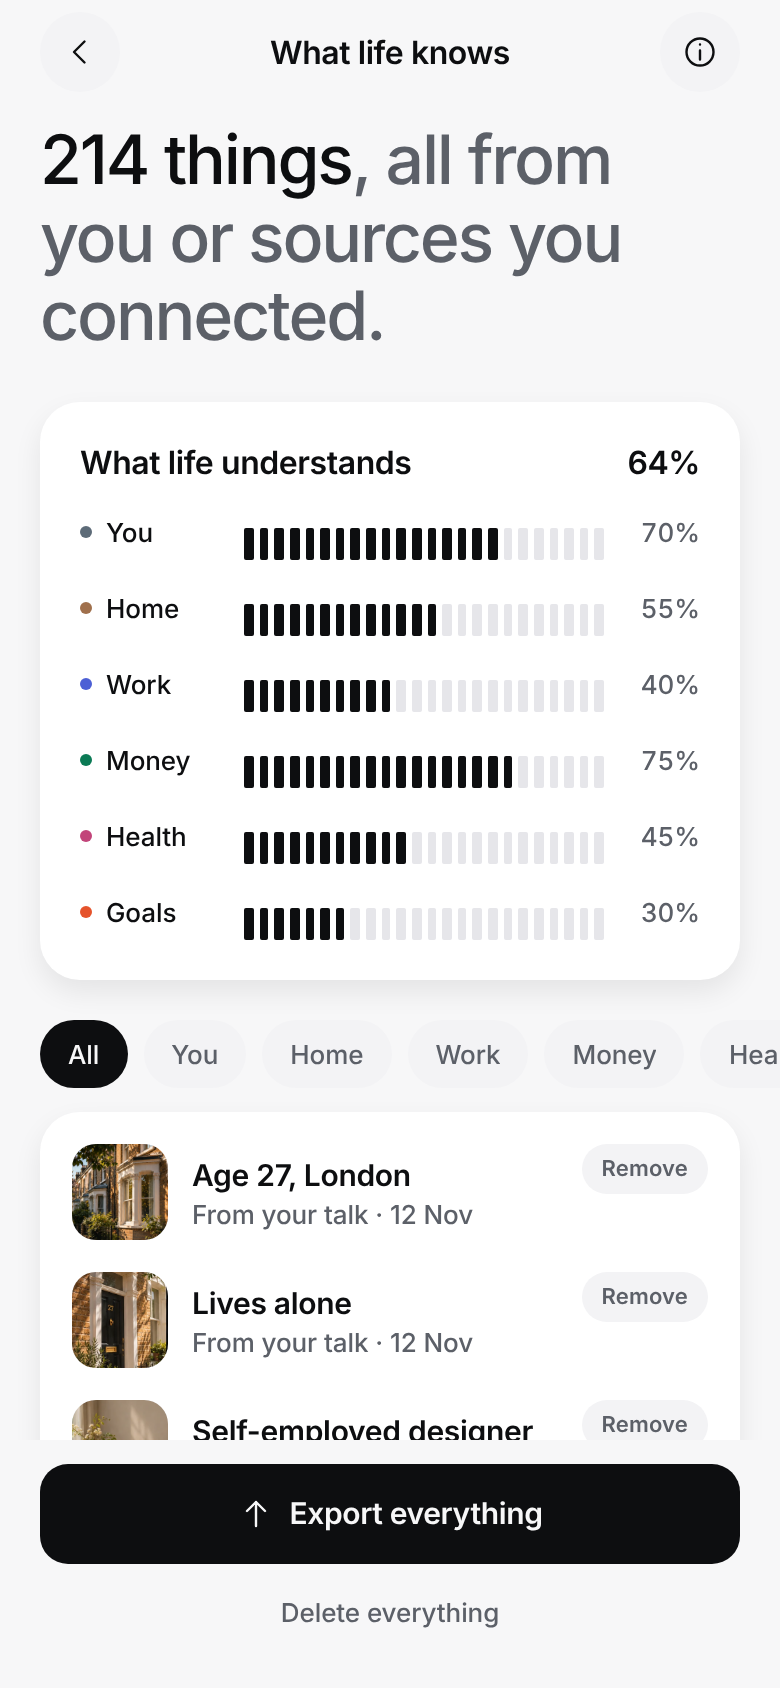 What life knows
214 things, all from
you or sources you
connected.
What life understands 64%
You 70%
Home 55%
Work 40%
Money 75%
Health 45%
Goals 30%
All You Home Work Money Hea
Age 27, London Remove
From your talk · 12 Nov
Lives alone Remove
From your talk · 12 Nov
Self-employed designer Remove
Export everything
Delete everything